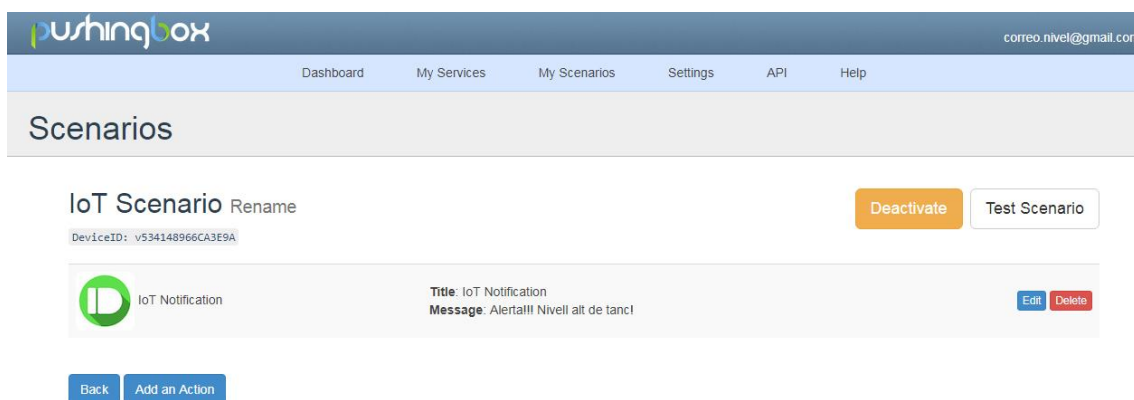 pushingbox
correo.nivel@gmail.com
Dashboard My Services My Scenarios Settings API Help
Scenarios
IoT Scenario Rename
Deactivate Test Scenario
DeviceID: v534148966CA3E9A
IoT Notification
Title: IoT Notification
Message: Alerta!!! Nivell alt de tanc!
Edit Delete
Back Add an Action